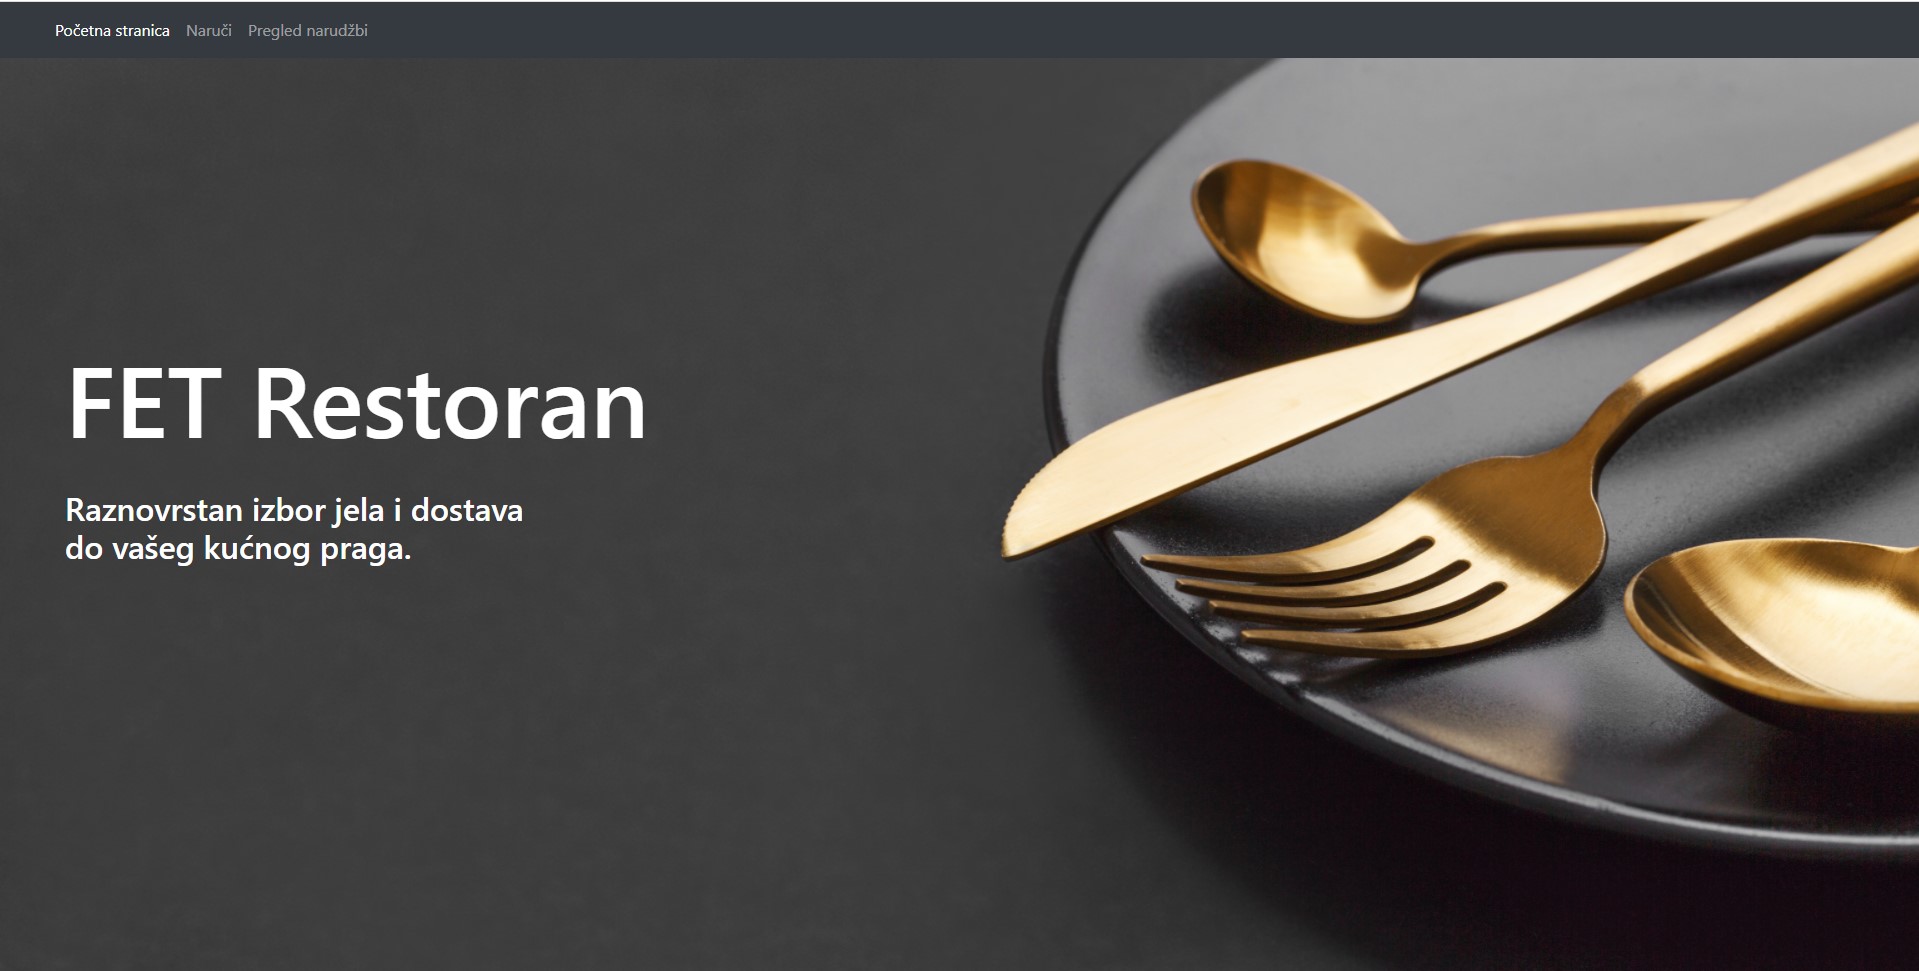 Početna stranica Naruči Pregled narudžbi
FET Restoran
Raznovrstan izbor jela i dostava
do vašeg kućnog praga.